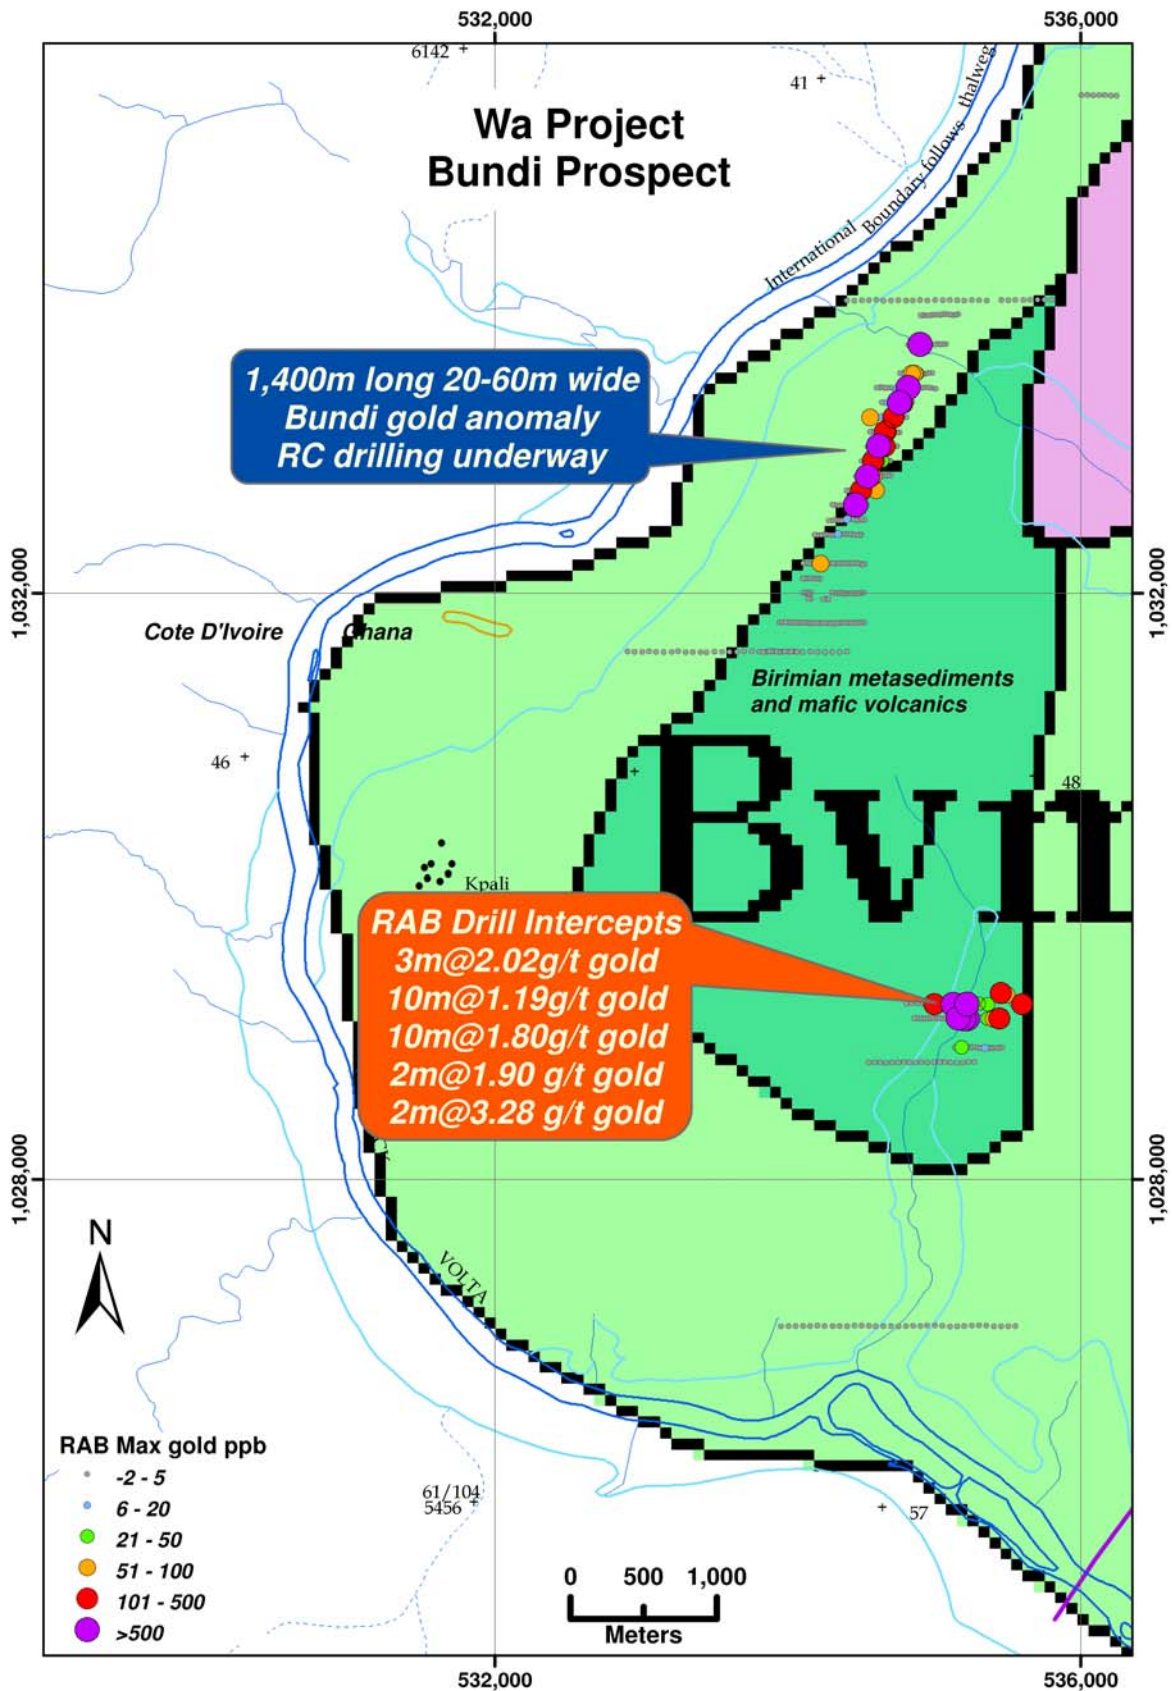 532,000
536,000
6142
41
Wa Project
Bundi Prospect
International Boundary follows thalweg
1,400m long 20-60m wide
Bundi gold anomaly
RC drilling underway
1,032,000
1,032,000
Cote D'Ivoire
Ghana
Birimian metasediments
and mafic volcanics
46
48
Bvm
Kpali
RAB Drill Intercepts
3m@2.02g/t gold
10m@1.19g/t gold
10m@1.80g/t gold
2m@1.90 g/t gold
2m@3.28 g/t gold
1,028,000
1,028,000
N
VOLTA
RAB Max gold ppb
-2 - 5
6 - 20
21 - 50
51 - 100
101 - 500
>500
61/104
5456
57
0 500 1,000
Meters
532,000
536,000